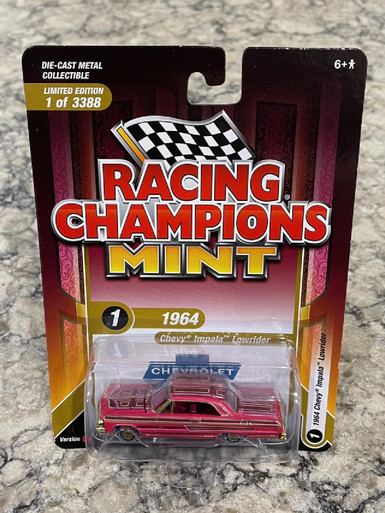 DIE-CAST METAL
COLLECTIBLE
LIMITED EDITION
1 of 3388
6+
RACING
CHAMPIONS®
MINT
1
1964
Chevy® Impala™ Lowrider
CHEVROLET
Version
1 1964 Chevy® Impala™ Lowrider